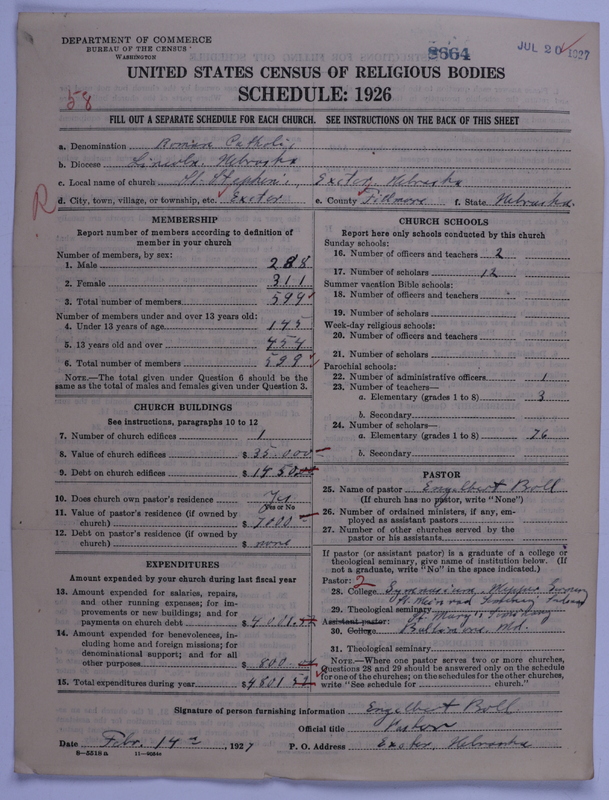 DEPARTMENT OF COMMERCE
BUREAU OF THE CENSUS
WASHINGTON
8664
JUL 20 1927
UNITED STATES CENSUS OF RELIGIOUS BODIES
SCHEDULE: 1926
58
FILL OUT A SEPARATE SCHEDULE FOR EACH CHURCH. SEE INSTRUCTIONS ON THE BACK OF THIS SHEET
a. Denomination Roman Catholic
b. Diocese Lincoln, Nebraska
c. Local name of church St. Stephen's, Exeter, Nebraska
R
d. City, town, village, or township, etc. Exeter e. County Fillmore f. State Nebraska.
MEMBERSHIP
Report number of members according to definition of
member in your church
Number of members, by sex:
1. Male 288
2. Female 311
3. Total number of members 599
Number of members under and over 13 years old:
4. Under 13 years of age 145
5. 13 years old and over 454
6. Total number of members 599
NOTE.—The total given under Question 6 should be the
same as the total of males and females given under Question 3.
CHURCH BUILDINGS
See instructions, paragraphs 10 to 12
7. Number of church edifices 1
8. Value of church edifices $ 35.000
9. Debt on church edifices $
10. Does church own pastor's residence Yes
Yes or No
11. Value of pastor's residence (if owned by
church) $ 7000
12. Debt on pastor's residence (if owned by
church) $ none
EXPENDITURES
Amount expended by your church during last fiscal year
13. Amount expended for salaries, repairs,
and other running expenses; for im-
provements or new buildings; and for
payments on church debt $ 4001.50
14. Amount expended for benevolences, in-
cluding home and foreign missions; for
denominational support; and for all
other purposes $ 800.
15. Total expenditures during year $ 4801.50
CHURCH SCHOOLS
Report here only schools conducted by this church
Sunday schools:
16. Number of officers and teachers 2
17. Number of scholars 12
Summer vacation Bible schools:
18. Number of officers and teachers
19. Number of scholars
Week-day religious schools:
20. Number of officers and teachers
21. Number of scholars
Parochial schools:
22. Number of administrative officers 1
23. Number of teachers—
a. Elementary (grades 1 to 8) 3
b. Secondary
24. Number of scholars—
a. Elementary (grades 1 to 8) 76
b. Secondary
PASTOR
25. Name of pastor Engelbert Boll
(If church has no pastor, write "None")
26. Number of ordained ministers, if any, em-
ployed as assistant pastors
27. Number of other churches served by the
pastor or his assistants
If pastor (or assistant pastor) is a graduate of a college or
theological seminary, give name of institution below. (If
not a graduate, write "No" in the space indicated.)
Pastor: 2
28. College Gymnasium, Germany
St Meinrad Indiana
29. Theological seminary St Mary's
Assistant pastor:
30. College Baltimore, Md.
31. Theological seminary
NOTE.—Where one pastor serves two or more churches,
Questions 28 and 29 should be answered only on the schedule
for one of the churches; on the schedules for the other churches,
write "See schedule for church."
Signature of person furnishing information Engelbert Boll
Official title Pastor
Date Febr. 14, 1927 P. O. Address Exeter, Nebraska
8-5518a